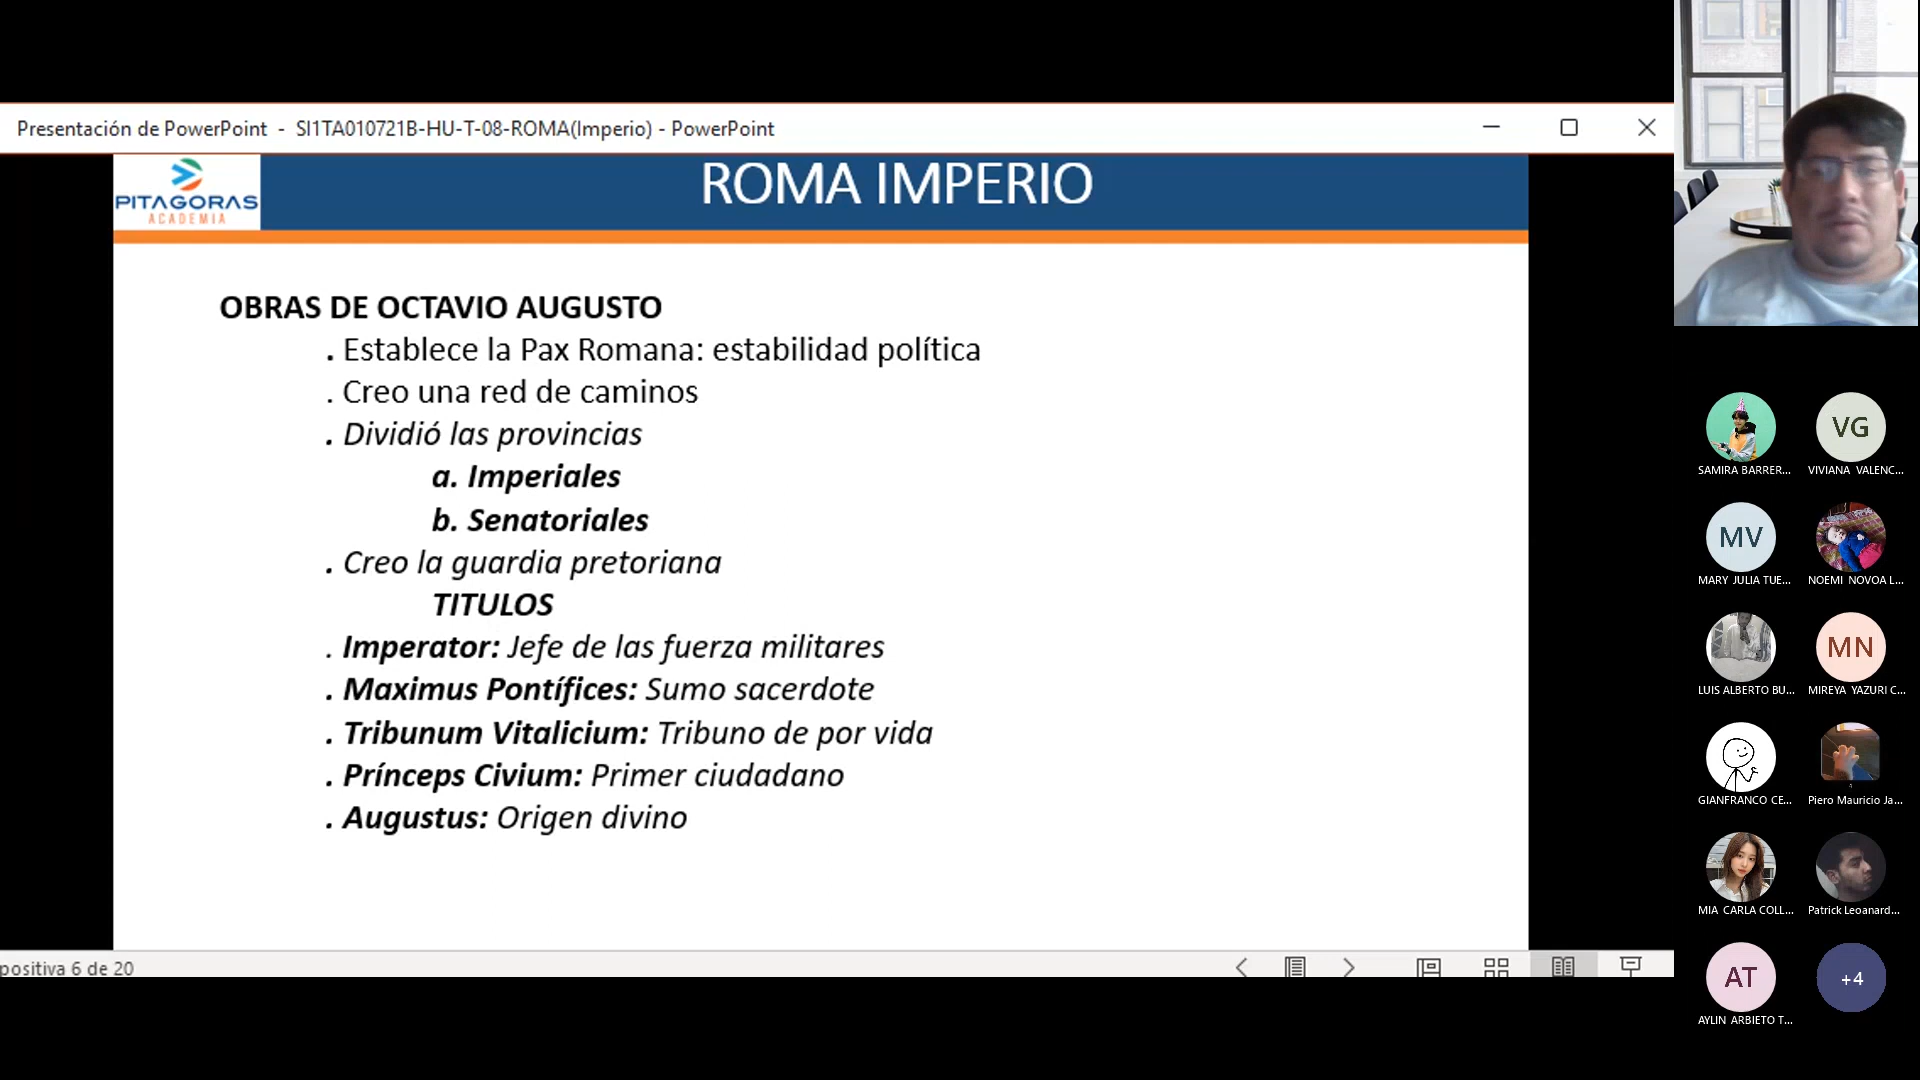 Presentación de PowerPoint - SI1TA010721B-HU-T-08-ROMA(Imperio) - PowerPoint
PITAGORAS
ACADEMIA
ROMA IMPERIO
OBRAS DE OCTAVIO AUGUSTO
. Establece la Pax Romana: estabilidad política
. Creo una red de caminos
. Dividió las provincias
a. Imperiales
b. Senatoriales
. Creo la guardia pretoriana
TITULOS
. Imperator: Jefe de las fuerza militares
. Maximus Pontífices: Sumo sacerdote
. Tribunum Vitalicium: Tribuno de por vida
. Prínceps Civium: Primer ciudadano
. Augustus: Origen divino
positiva 6 de 20
SAMIRA BARRER...
VG
VIVIANA VALENC...
MV
MARY JULIA TUE...
NOEMI NOVOA L...
LUIS ALBERTO BU...
MN
MIREYA YAZURI C...
GIANFRANCO CE...
Piero Mauricio Ja...
MIA CARLA COLL...
Patrick Leoanard...
AT
AYLIN ARBIETO T...
+4